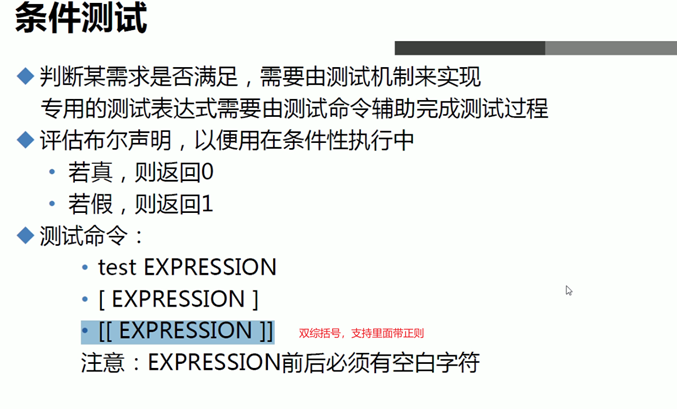 条件测试
判断某需求是否满足，需要由测试机制来实现
专用的测试表达式需要由测试命令辅助完成测试过程
评估布尔声明，以便用在条件性执行中
• 若真，则返回0
• 若假，则返回1
测试命令：
• test EXPRESSION
• [ EXPRESSION ]
• [[ EXPRESSION ]] 双综括号，支持里面带正则
注意：EXPRESSION前后必须有空白字符